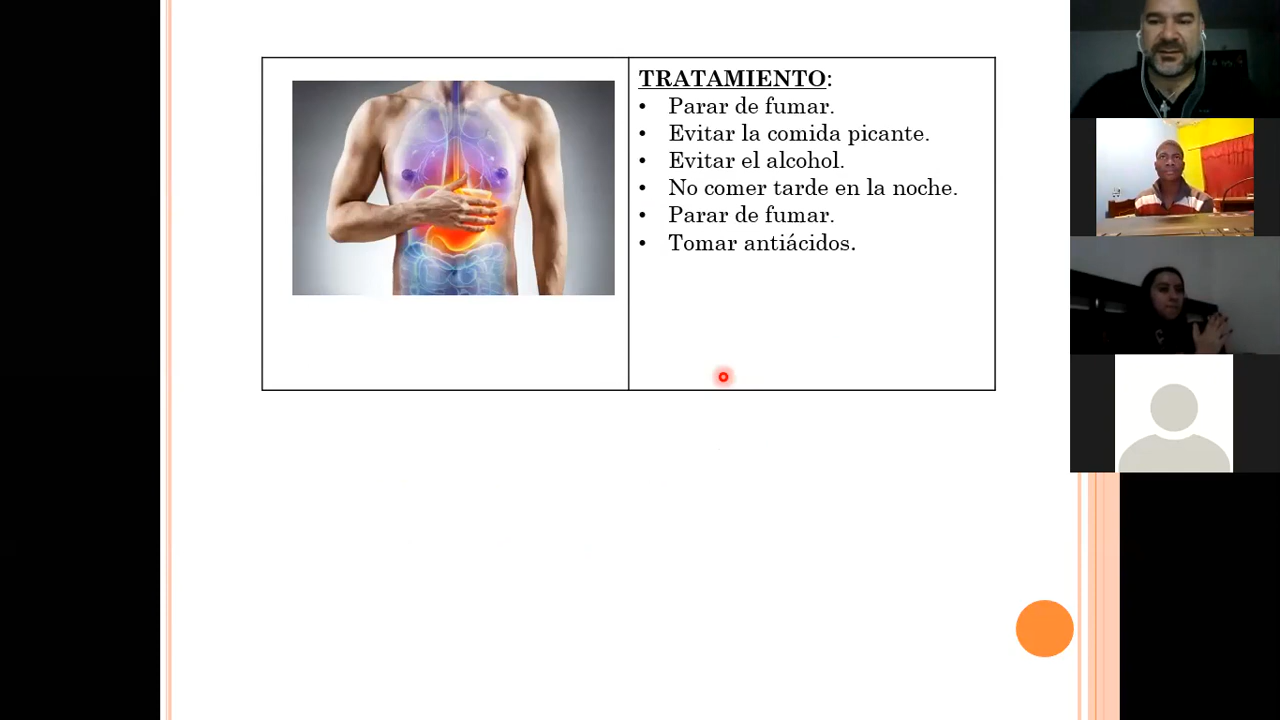 TRATAMIENTO:
• Parar de fumar.
• Evitar la comida picante.
• Evitar el alcohol.
• No comer tarde en la noche.
• Parar de fumar.
• Tomar antiácidos.